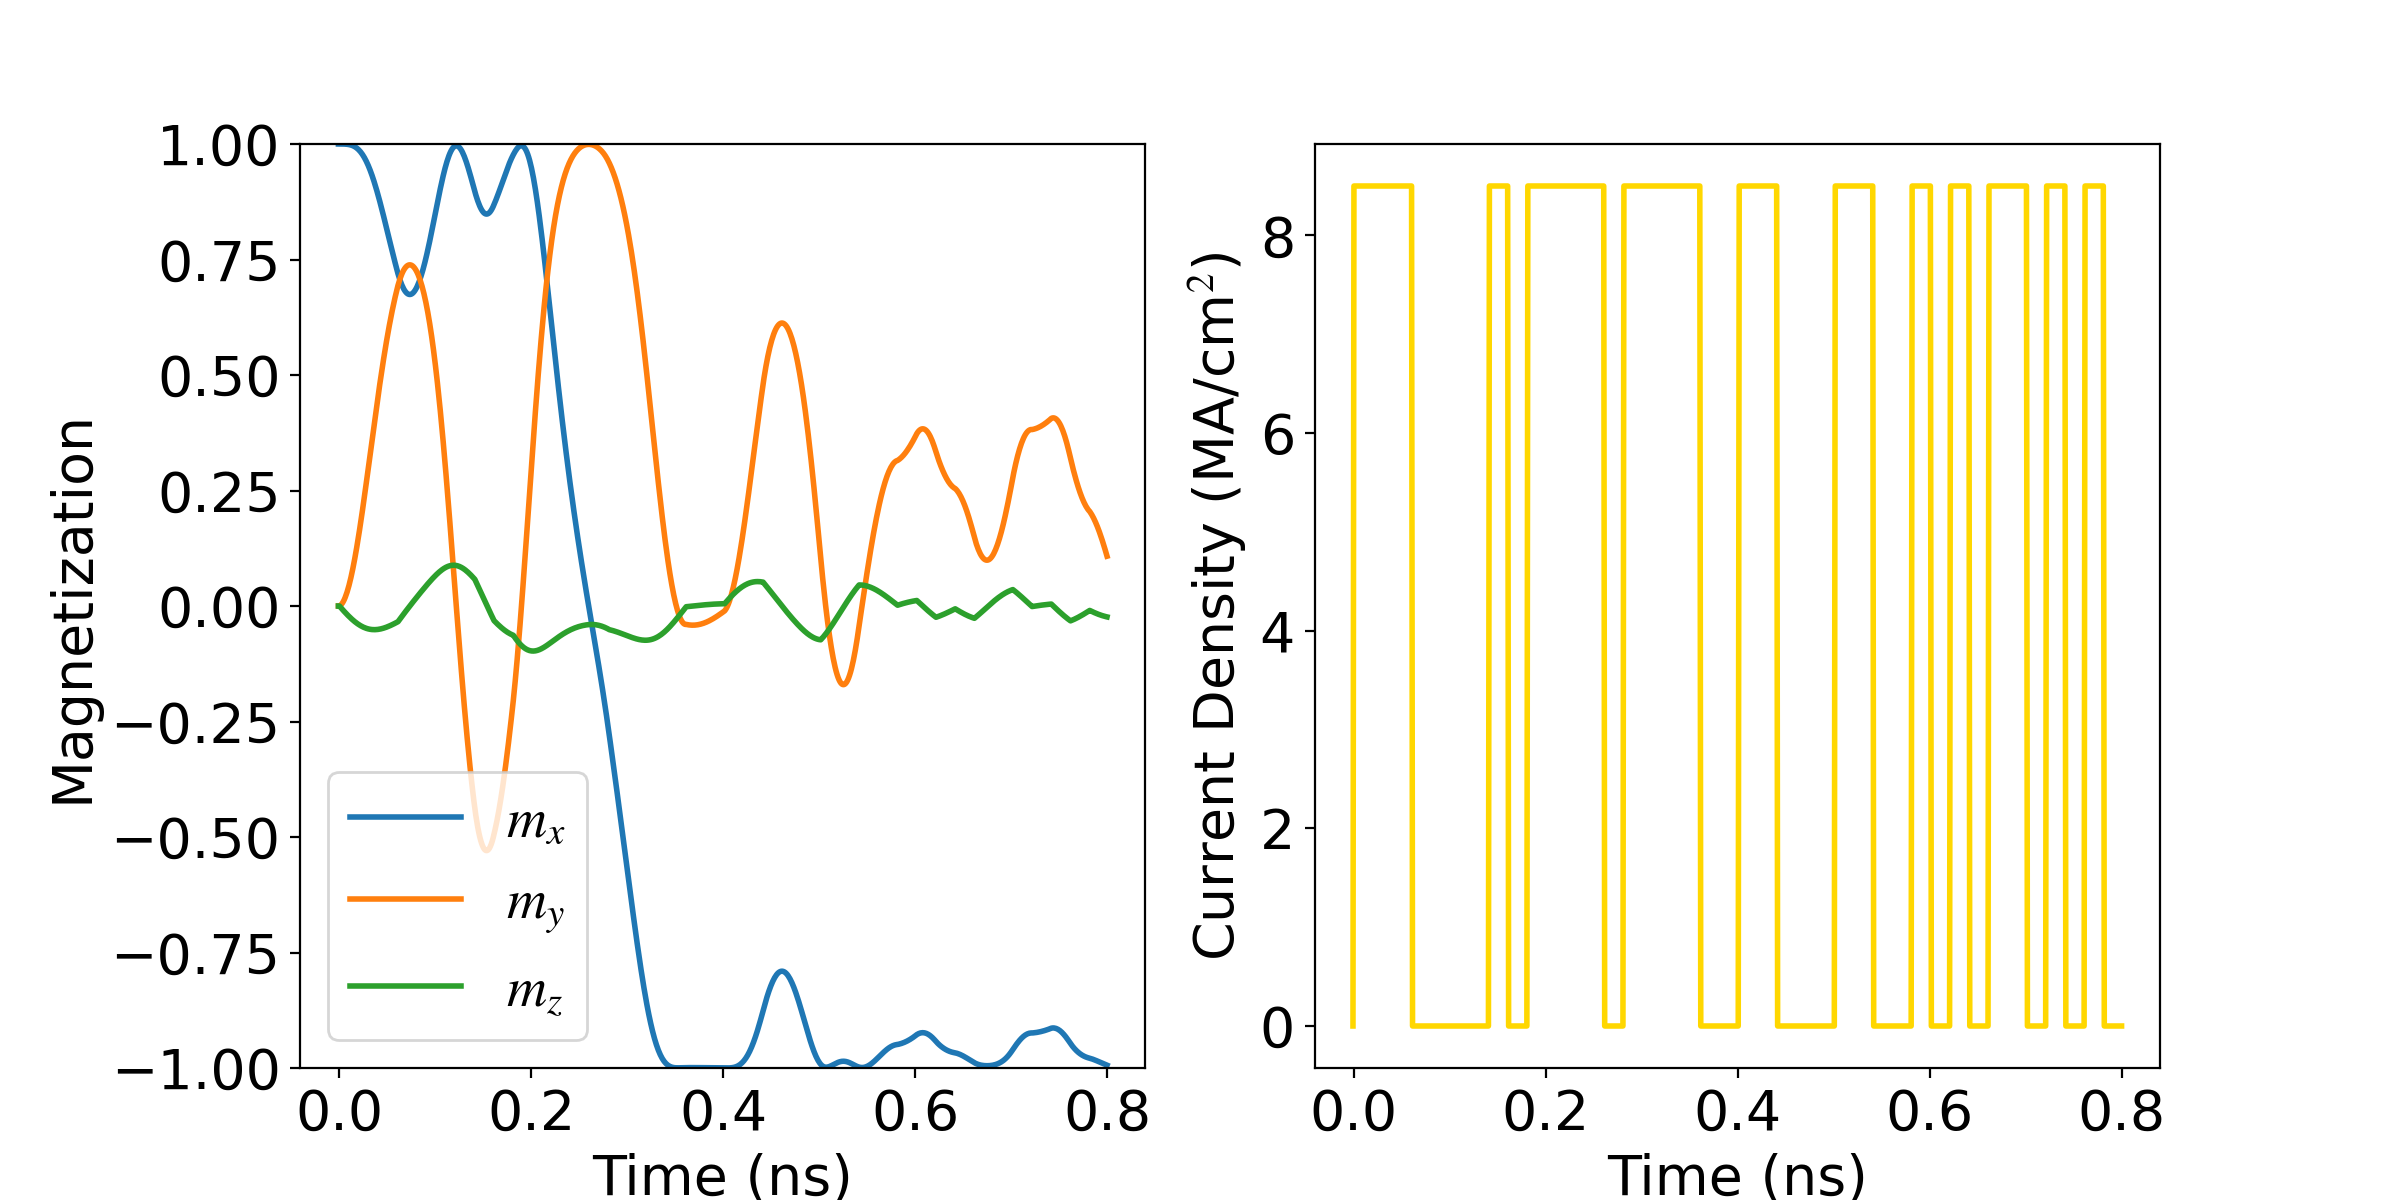 1.00
0.75
0.50
0.25
0.00
−0.25
−0.50
−0.75
−1.00
Magnetization
m_x
m_y
m_z
0.0 0.2 0.4 0.6 0.8
Time (ns)
8
6
4
2
0
Current Density (MA/cm²)
0.0 0.2 0.4 0.6 0.8
Time (ns)